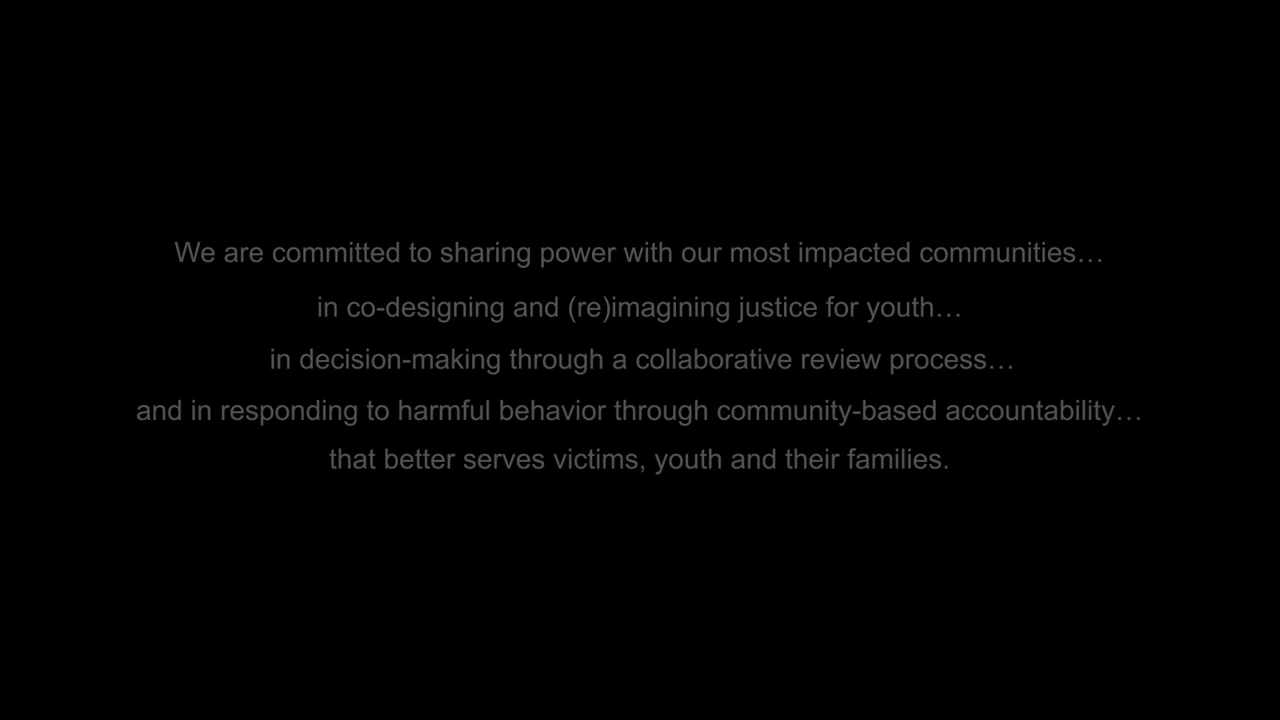 We are committed to sharing power with our most impacted communities…
in co-designing and (re)imagining justice for youth…
in decision-making through a collaborative review process…
and in responding to harmful behavior through community-based accountability…
that better serves victims, youth and their families.